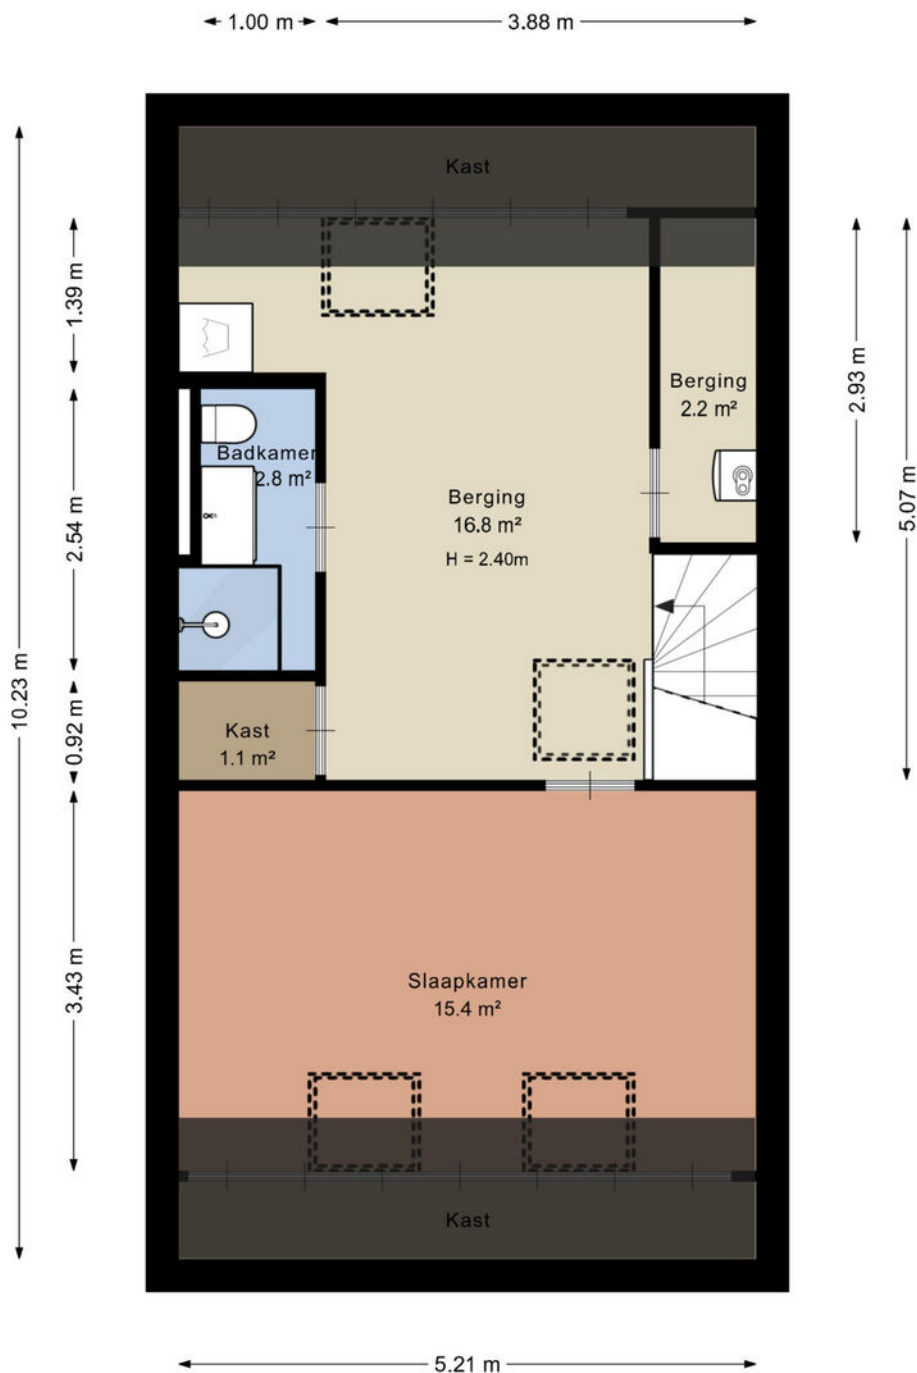 1.00 m
3.88 m
Kast
1.39 m
2.93 m
Berging
2.2 m²
5.07 m
Badkamer
2.8 m²
2.54 m
Berging
16.8 m²
H = 2.40m
10.23 m
0.92 m
Kast
1.1 m²
3.43 m
Slaapkamer
15.4 m²
Kast
5.21 m